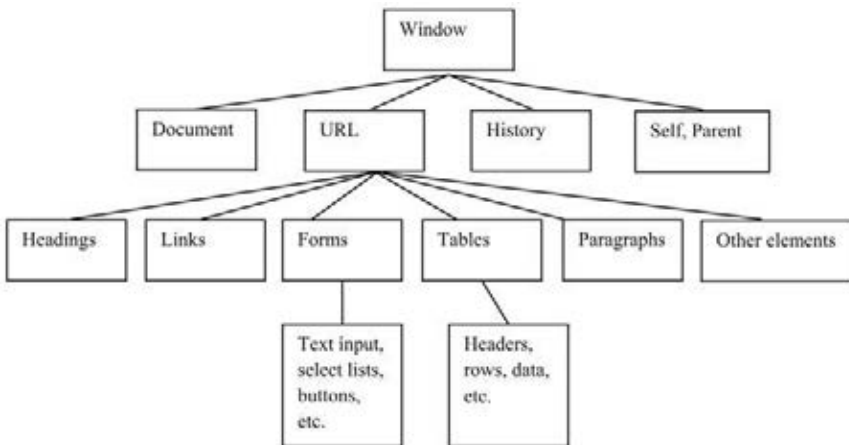 Window
Document
URL
History
Self, Parent
Headings
Links
Forms
Tables
Paragraphs
Other elements
Text input,
select lists,
buttons,
etc.
Headers,
rows, data,
etc.